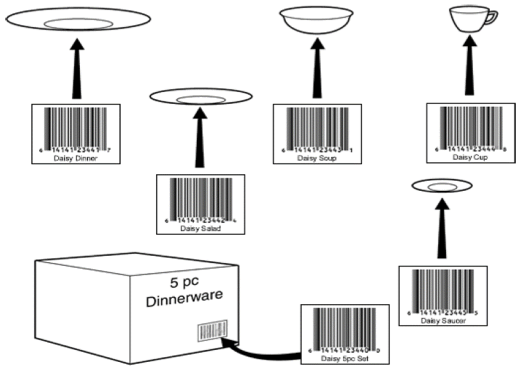 6 14141 23441 7
Daisy Dinner
6 14141 23443 1
Daisy Soup
6 14141 23444 8
Daisy Cup
6 14141 23442 4
Daisy Salad
5 pc
Dinnerware
6 14141 23445 5
Daisy Saucer
6 14141 23440 0
Daisy 5pc Set